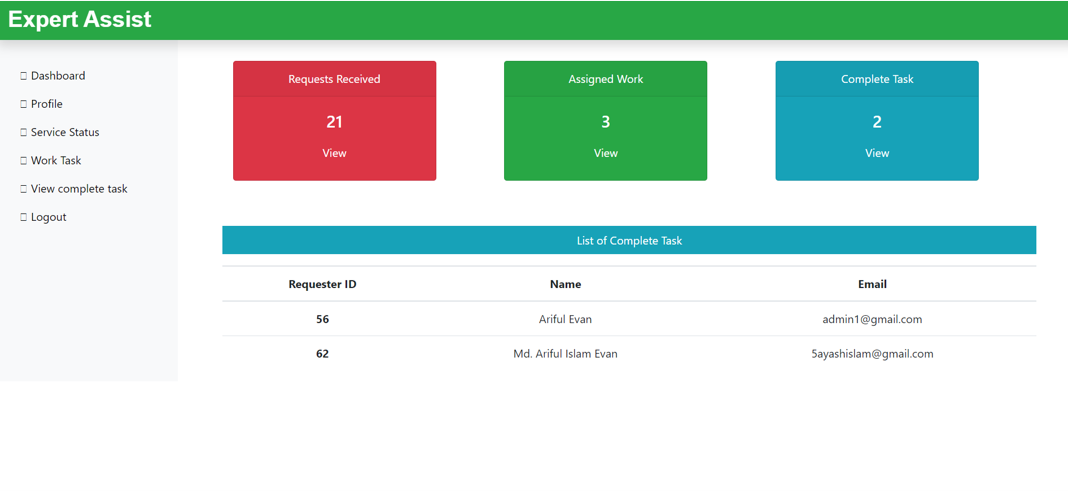 Expert Assist
Dashboard
Profile
Service Status
Work Task
View complete task
Logout
Requests Received
21
View
Assigned Work
3
View
Complete Task
2
View
List of Complete Task
Requester ID Name Email
56 Ariful Evan admin1@gmail.com
62 Md. Ariful Islam Evan 5ayashislam@gmail.com